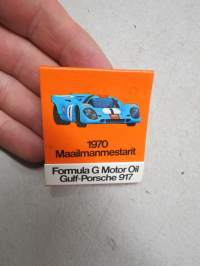 1970
Maailmanmestarit
Formula G Motor Oil
Gulf-Porsche 917